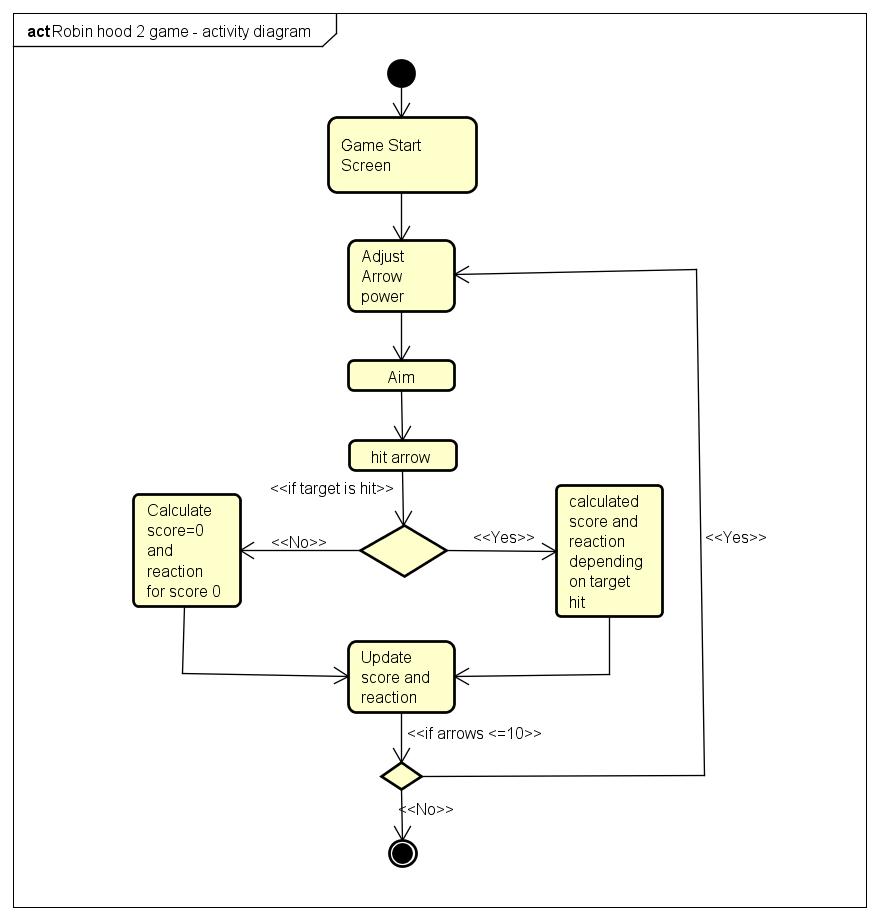 act Robin hood 2 game - activity diagram
Game Start
Screen
Adjust
Arrow
power
Aim
hit arrow
<<if target is hit>>
<<No>>
<<Yes>>
Calculate
score=0
and
reaction
for score 0
calculated
score and
reaction
depending
on target
hit
<<Yes>>
Update
score and
reaction
<<if arrows <=10>>
<<No>>